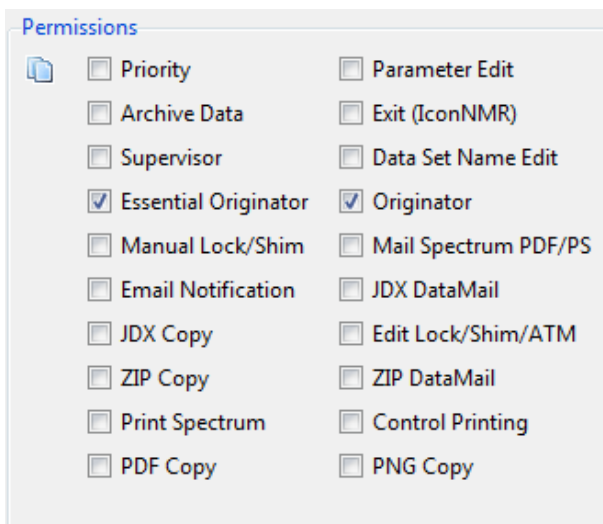 Permissions
Priority Parameter Edit
Archive Data Exit (IconNMR)
Supervisor Data Set Name Edit
Essential Originator Originator
Manual Lock/Shim Mail Spectrum PDF/PS
Email Notification JDX DataMail
JDX Copy Edit Lock/Shim/ATM
ZIP Copy ZIP DataMail
Print Spectrum Control Printing
PDF Copy PNG Copy